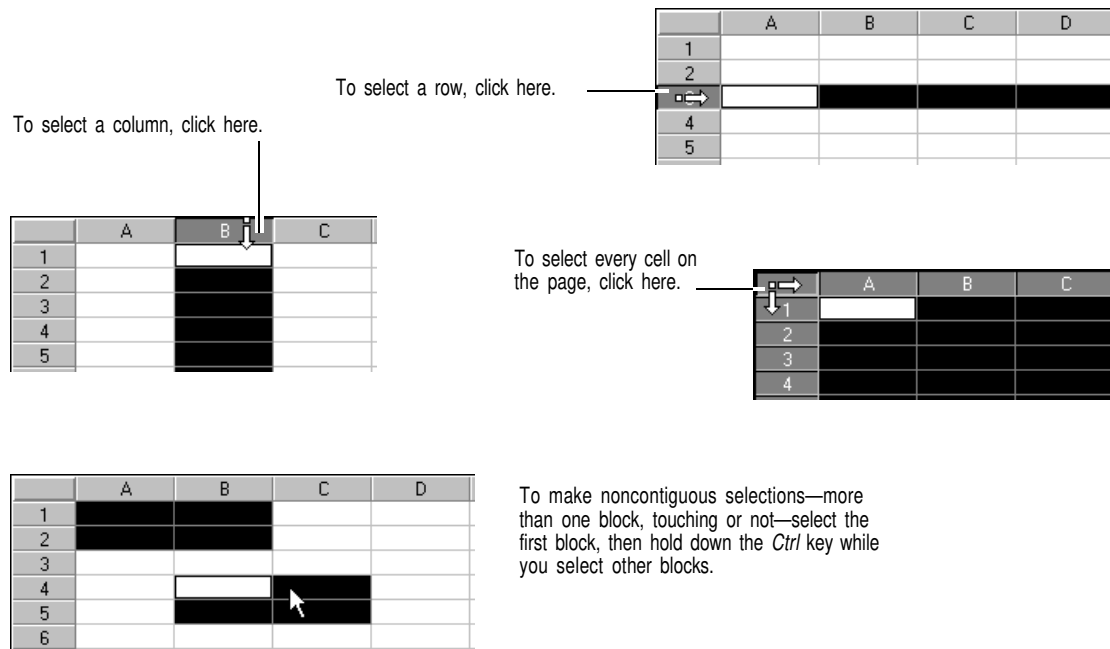 A B C D
1
2
To select a row, click here.
3
4
5
To select a column, click here.
A B C
1
2
3
4
5
To select every cell on
the page, click here.
A B C
1
2
3
4
A B C D
1
2
3
4
5
6
To make noncontiguous selections—more
than one block, touching or not—select the
first block, then hold down the Ctrl key while
you select other blocks.